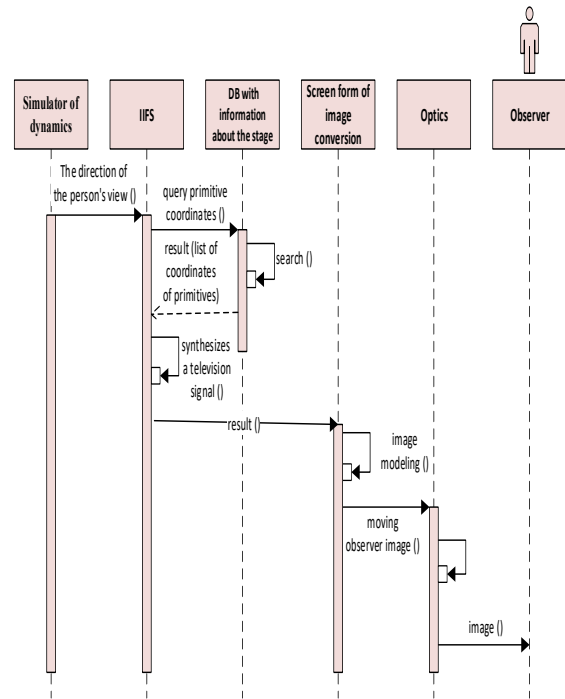 Simulator of
dynamics
IIFS
DB with
information
about the stage
Screen form of
image
conversion
Optics
Observer
The direction of
the person's view ()
query primitive
coordinates ()
result (list of
coordinates
of primitives)
search ()
synthesizes
a television
signal ()
result ()
image
modeling ()
moving
observer image ()
image ()